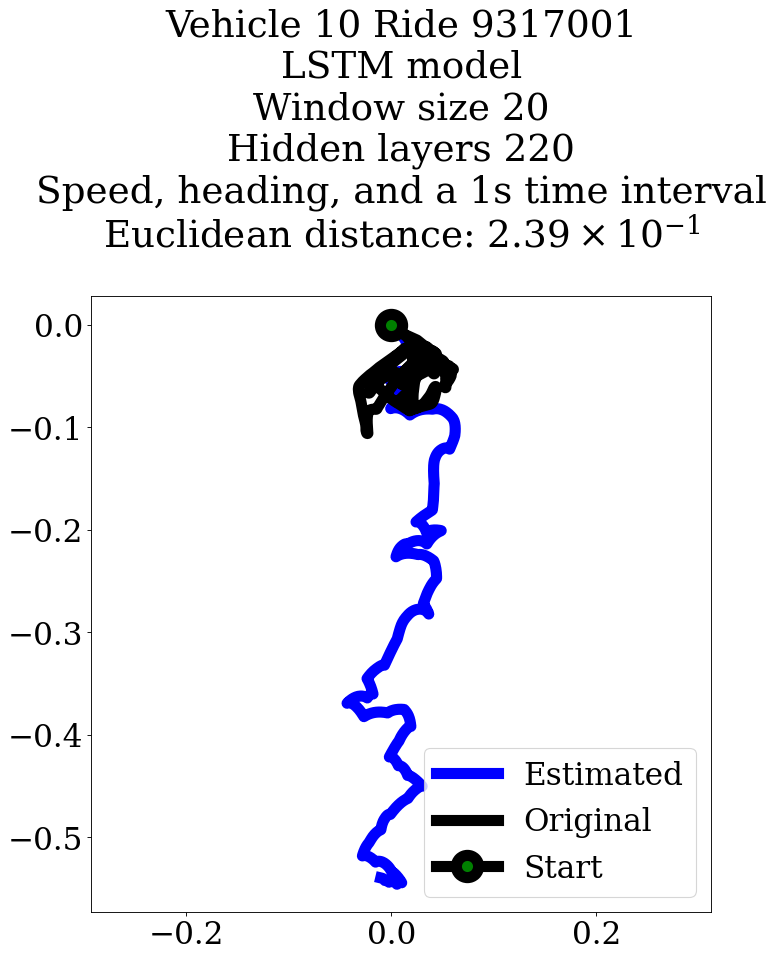 Vehicle 10 Ride 9317001
LSTM model
Window size 20
Hidden layers 220
Speed, heading, and a 1s time interval
Euclidean distance: 2.39 × 10⁻¹
0.0
−0.1
−0.2
−0.3
−0.4
−0.5
Estimated
Original
Start
−0.2
0.0
0.2